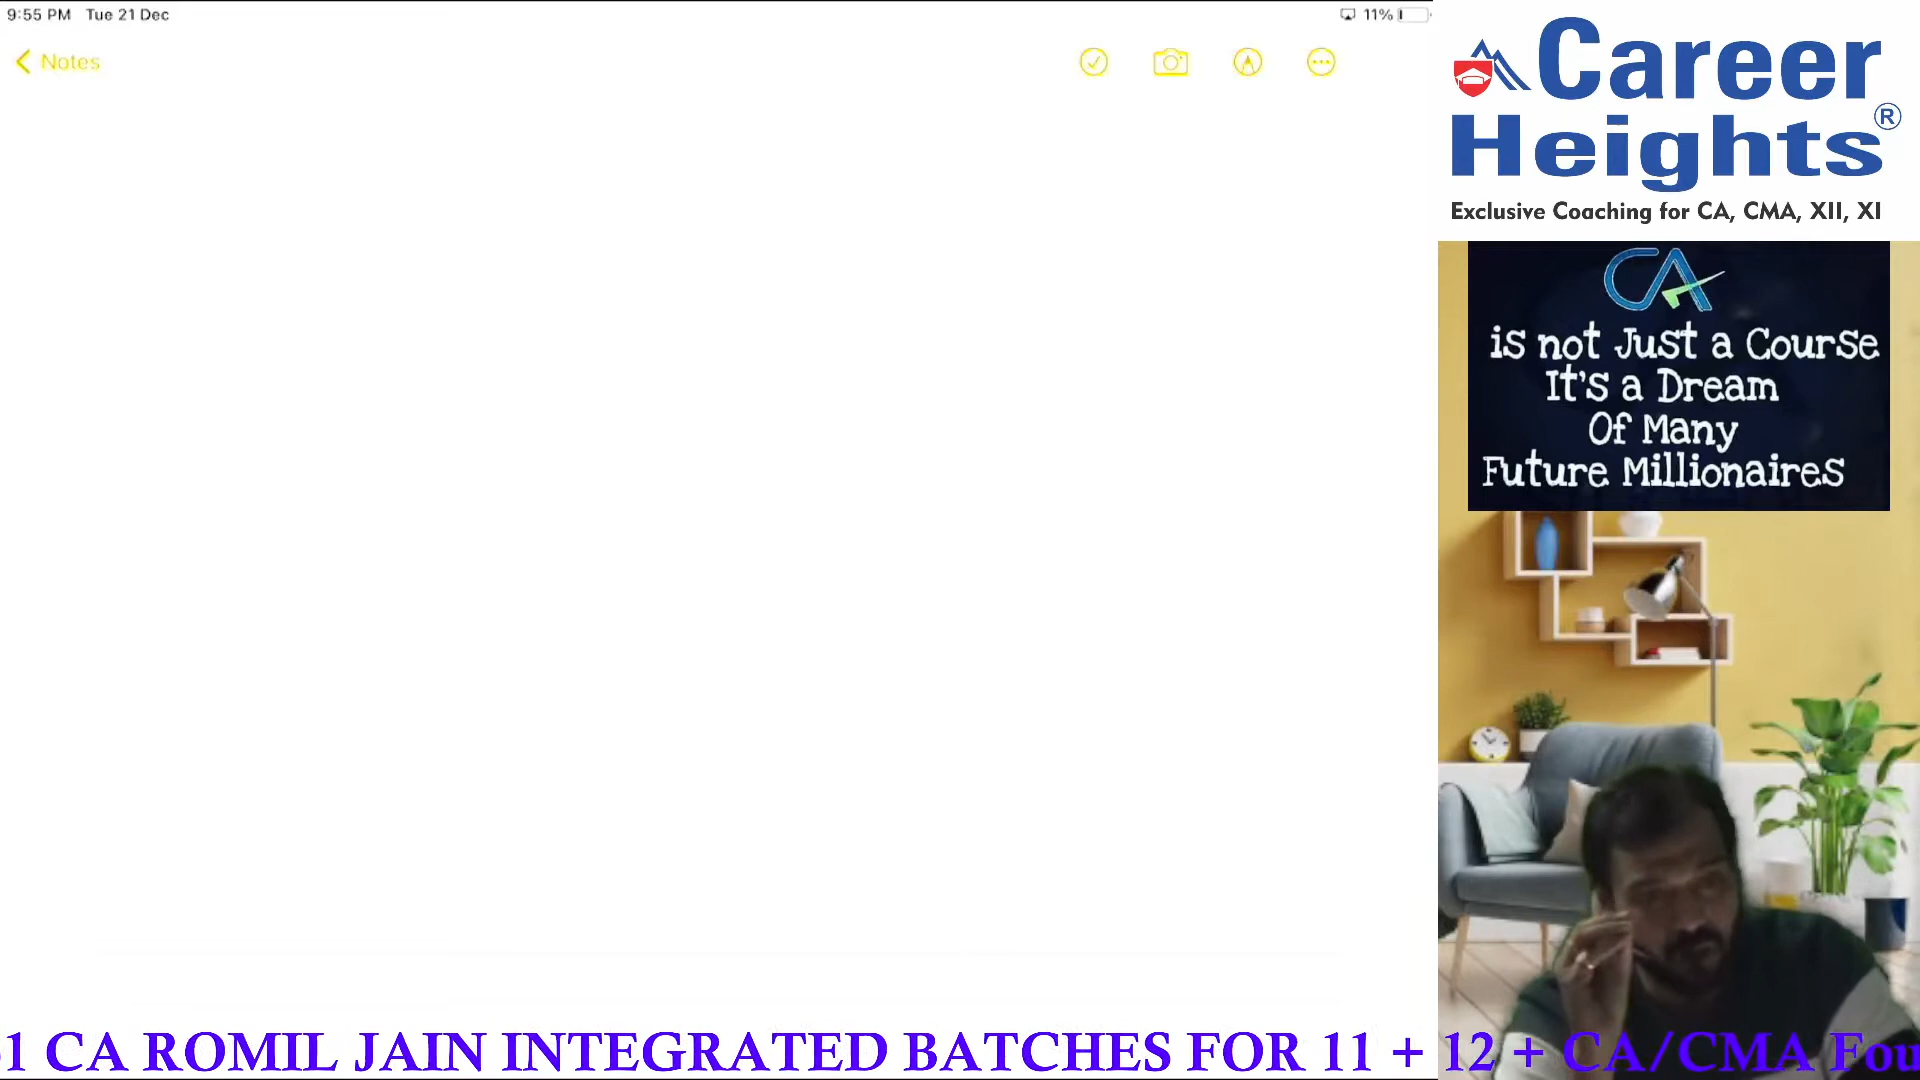 9:55 PM Tue 21 Dec
11%
Notes
Career
Heights®
Exclusive Coaching for CA, CMA, XII, XI
CA
is not Just a Course
It's a Dream
Of Many
Future Millionaires
1 CA ROMIL JAIN INTEGRATED BATCHES FOR 11 + 12 + CA/CMA Fou